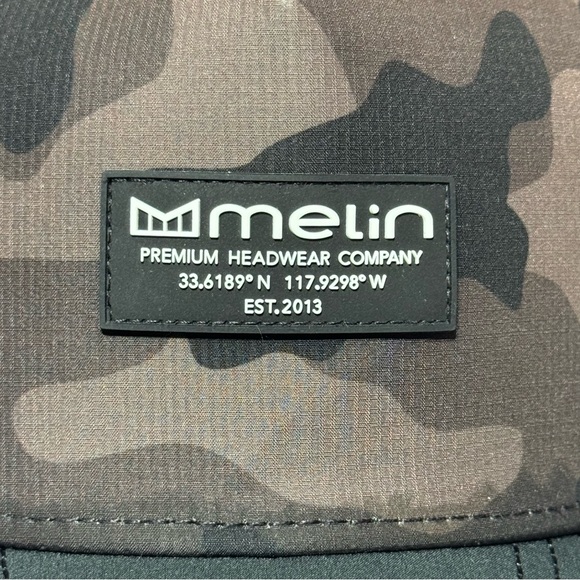 melin
PREMIUM HEADWEAR COMPANY
33.6189° N 117.9298° W
EST.2013